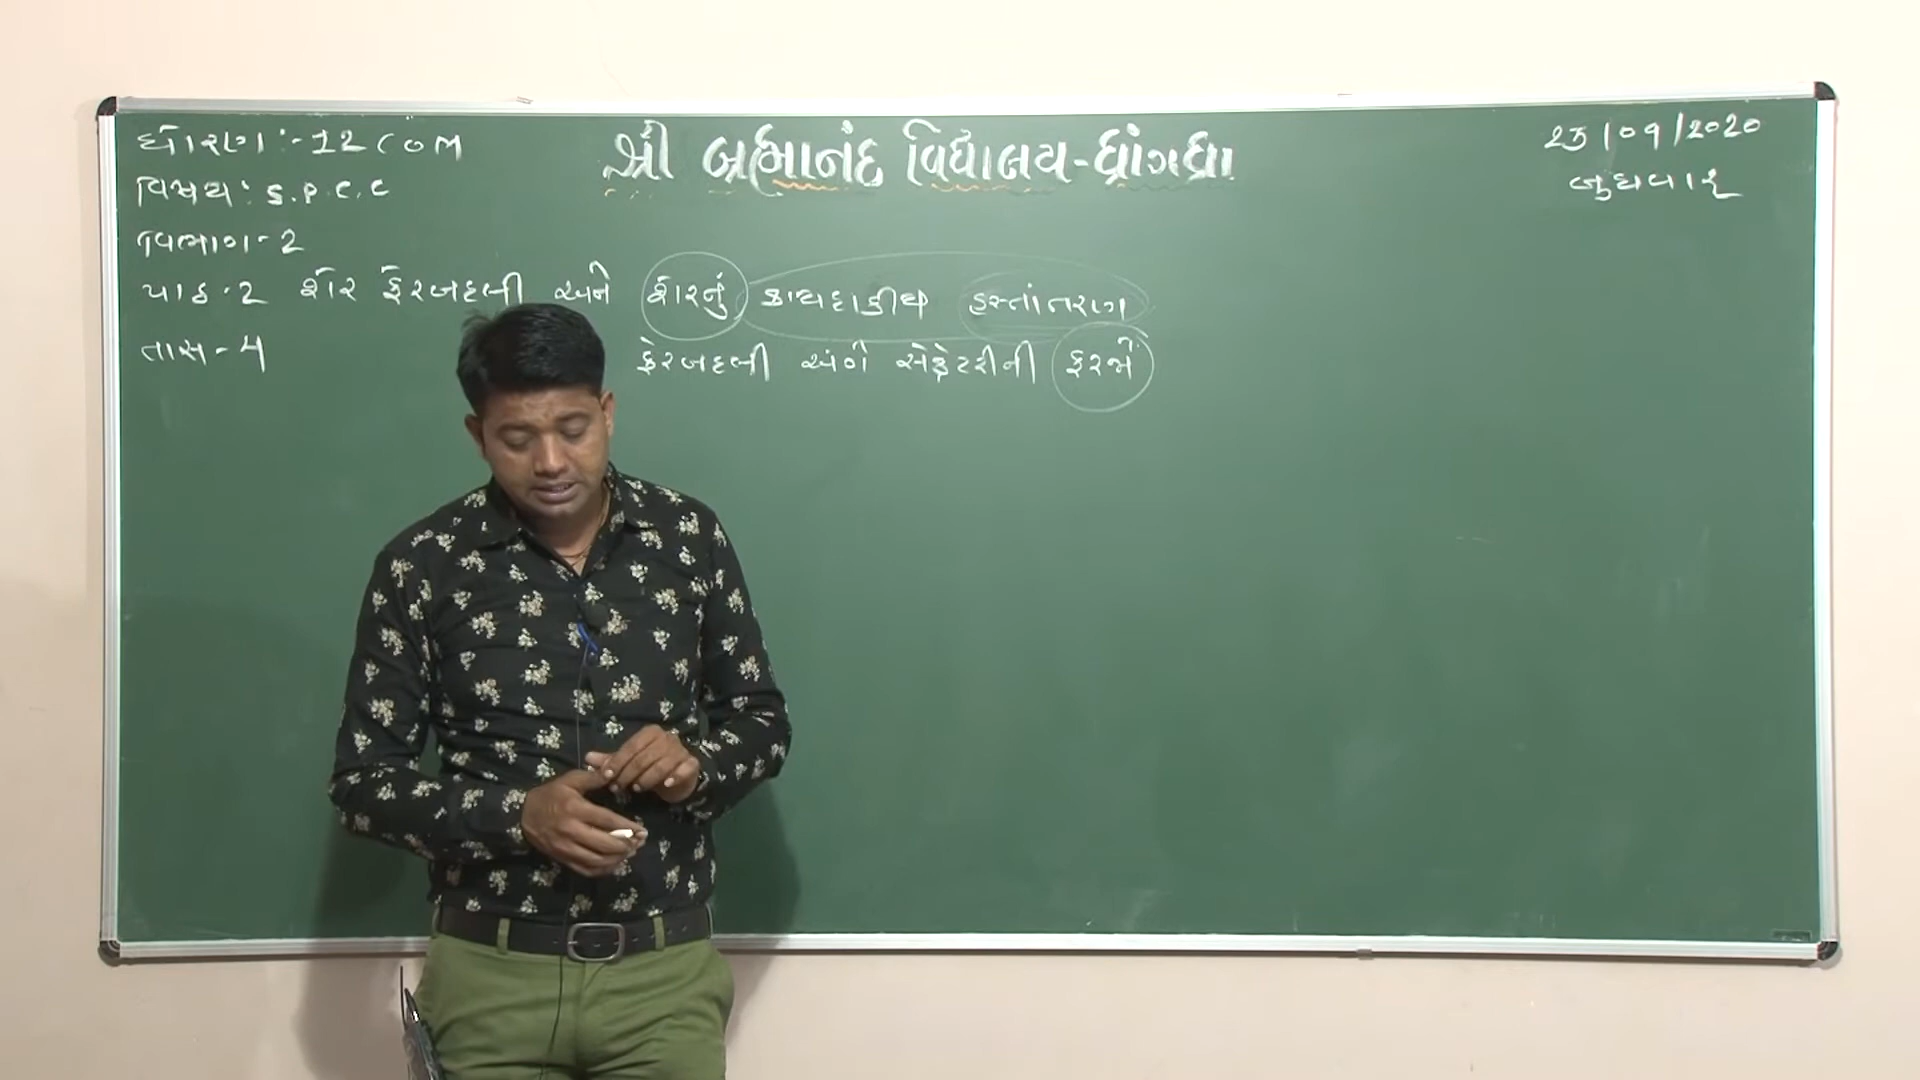 ધોરણ :- 12 COM
શ્રી બ્રહ્માનંદ વિદ્યાલય-ધ્રાંગધ્રા
23/09/2020
બુધવાર
વિષય : S.P.C.C
વિભાગ - 2
પાઠ - 2 શેર ફેરબદલી અને શેરનું કાયદાકીય હસ્તાંતરણ
તાસ - 4 ફેરબદલી અંગે સેક્રેટરીની ફરજો